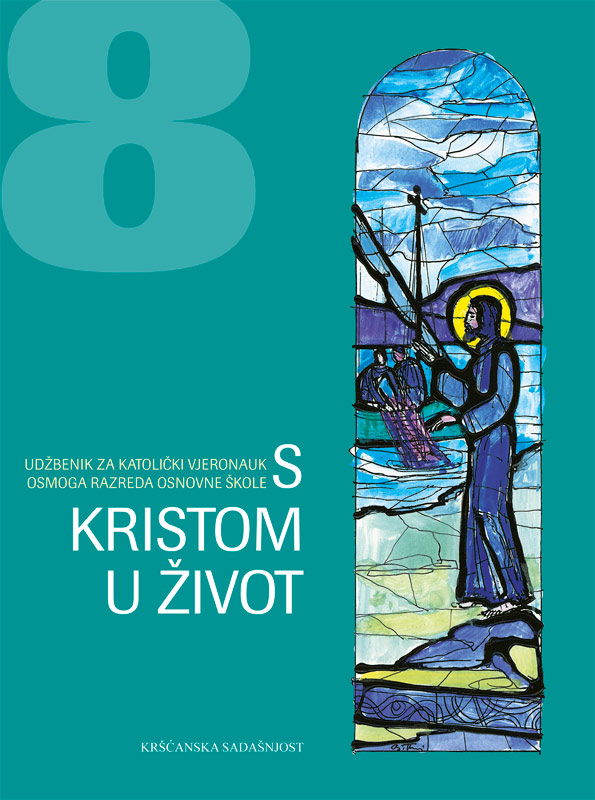 8
UDŽBENIK ZA KATOLIČKI VJERONAUK
OSMOGA RAZREDA OSNOVNE ŠKOLE
S
KRISTOM
U ŽIVOT
KRŠĆANSKA SADAŠNJOST